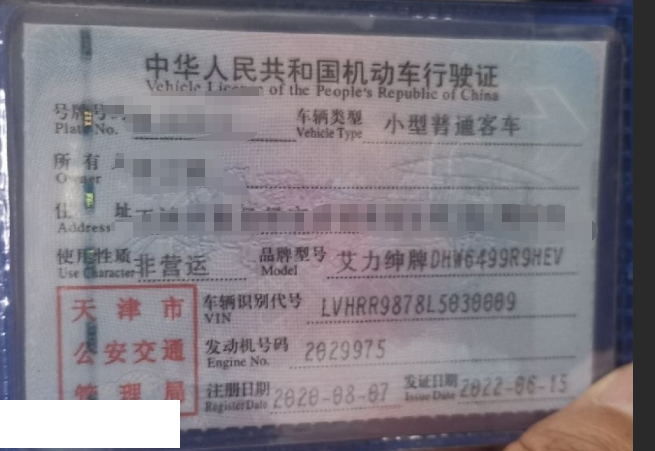 中华人民共和国机动车行驶证
Vehicle License of the People's Republic of China
号牌号码 车辆类型 小型普通客车
Plate No. Vehicle Type
所有人
Owner
住址
Address
使用性质 非营运 品牌型号 艾力绅牌DHW6499R9HEV
Use Character Model
天津市 车辆识别代号 LVHRR9878L5030009
VIN
公安交通 发动机号码 2029975
Engine No.
管理局 注册日期 2020-08-07 发证日期 2022-06-15
Register Date Issue Date